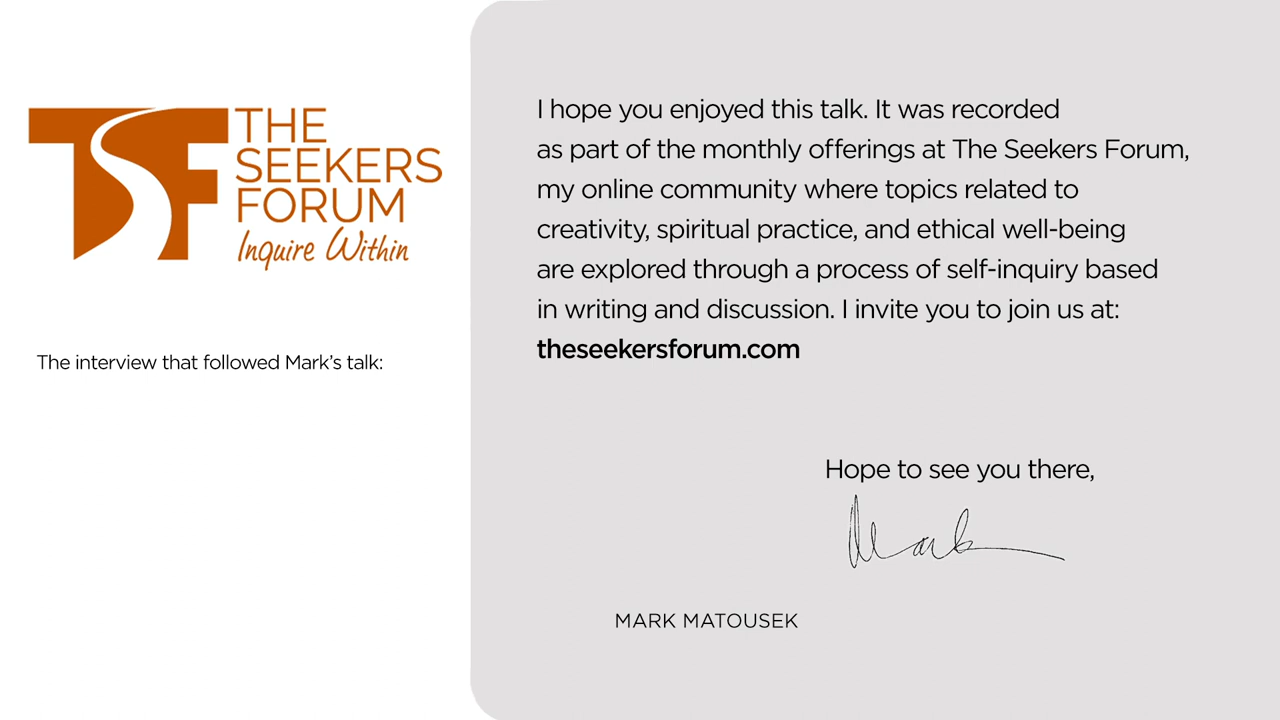 TSF
THE
SEEKERS
FORUM
Inquire Within
The interview that followed Mark's talk:
I hope you enjoyed this talk. It was recorded
as part of the monthly offerings at The Seekers Forum,
my online community where topics related to
creativity, spiritual practice, and ethical well-being
are explored through a process of self-inquiry based
in writing and discussion. I invite you to join us at:
theseekersforum.com
Hope to see you there,
Mark
MARK MATOUSEK